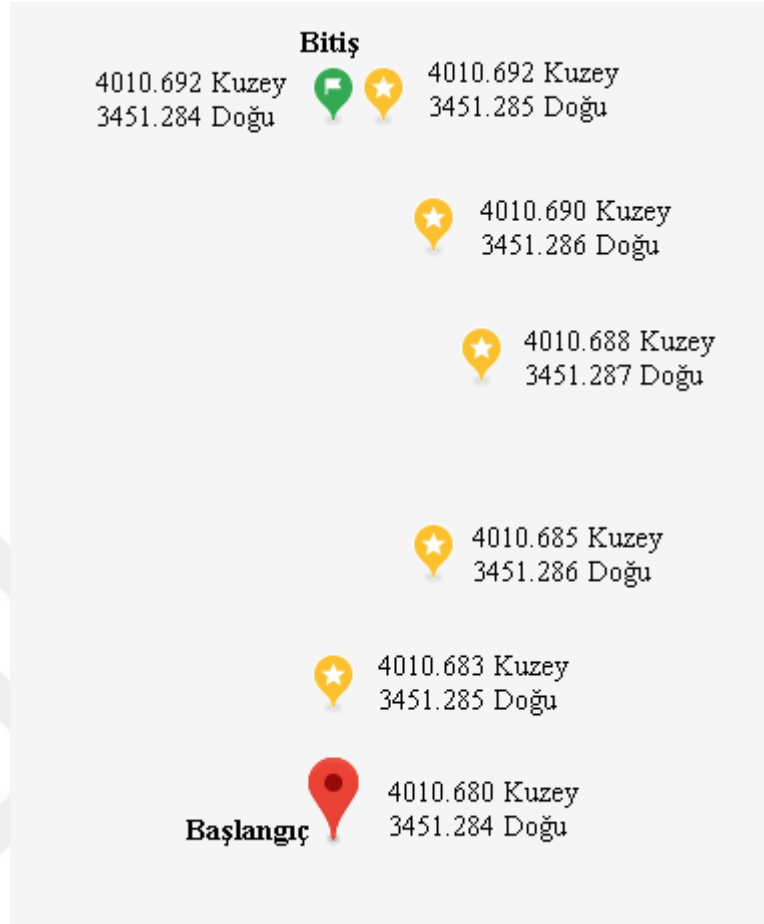 Bitiş
4010.692 Kuzey
3451.284 Doğu
4010.692 Kuzey
3451.285 Doğu
4010.690 Kuzey
3451.286 Doğu
4010.688 Kuzey
3451.287 Doğu
4010.685 Kuzey
3451.286 Doğu
4010.683 Kuzey
3451.285 Doğu
4010.680 Kuzey
3451.284 Doğu
Başlangıç